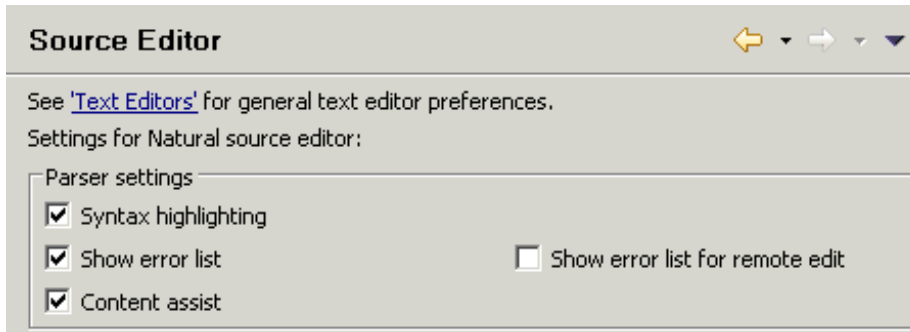 Source Editor
See 'Text Editors' for general text editor preferences.
Settings for Natural source editor:
Parser settings
Syntax highlighting
Show error list Show error list for remote edit
Content assist